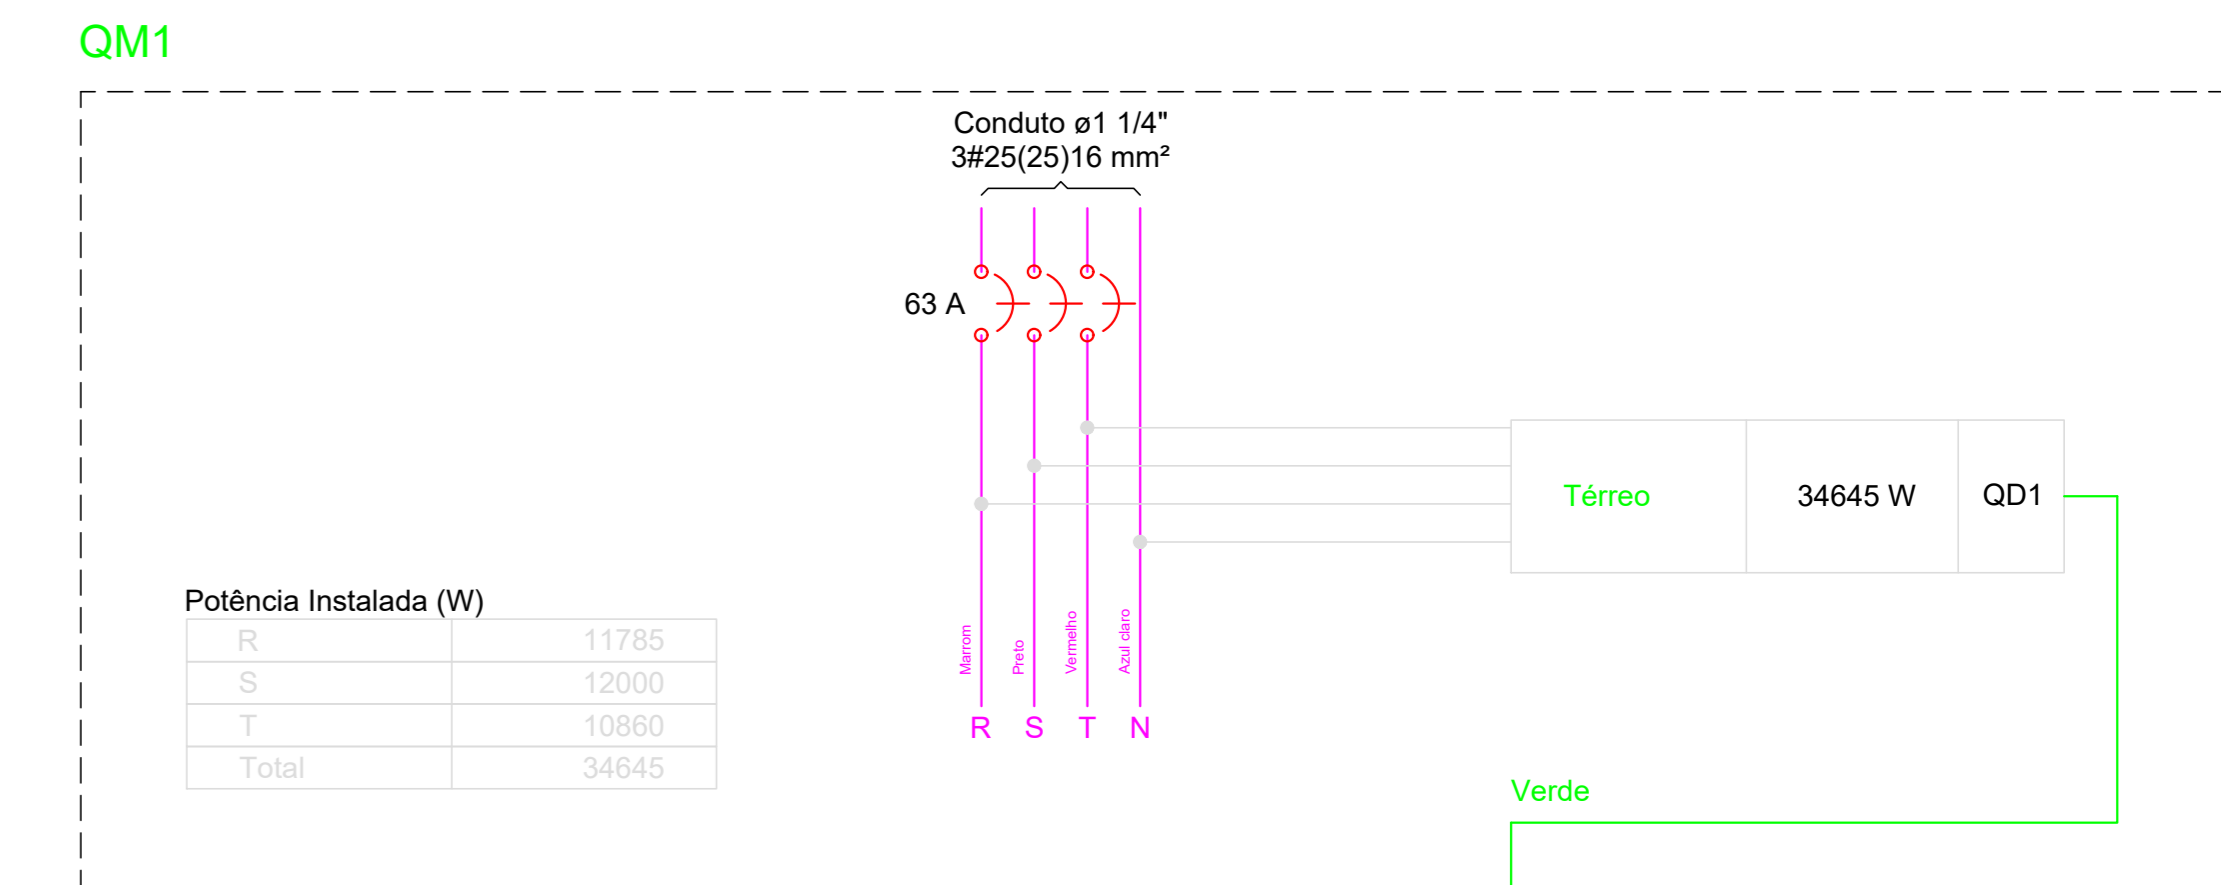 QM1
Conduto ø1 1/4"
3#25(25)16 mm²
63 A
Térreo 34645 W QD1
Potência Instalada (W)
R 11785
S 12000
T 10860
Total 34645
Marrom Preto Vermelho Azul claro
R S T N
Verde